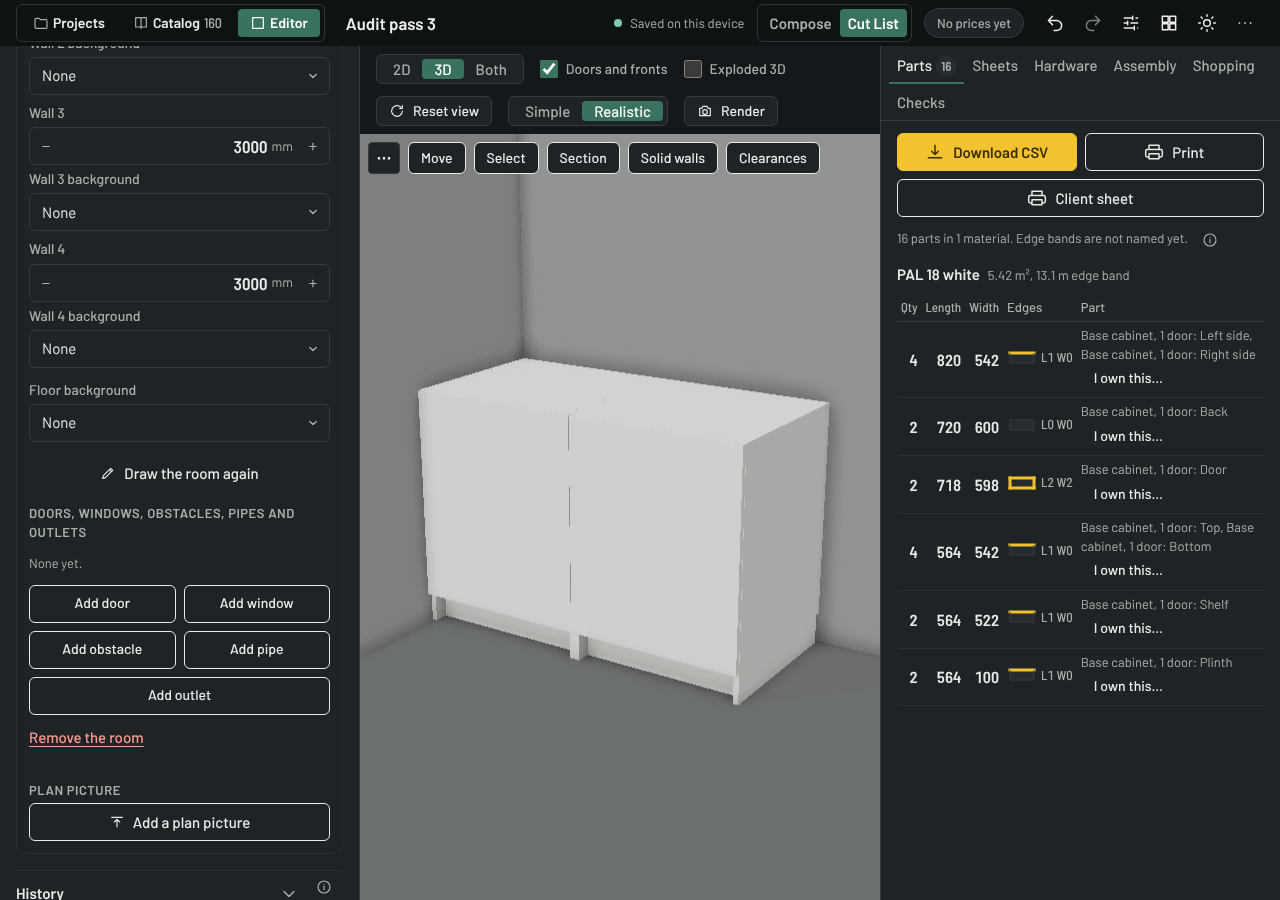 Projects
Catalog 160
Editor
Audit pass 3
Saved on this device
Compose
Cut List
No prices yet
Wall 2 background
None
Wall 3
− 3000 mm +
Wall 3 background
None
Wall 4
− 3000 mm +
Wall 4 background
None
Floor background
None
Draw the room again
DOORS, WINDOWS, OBSTACLES, PIPES AND
OUTLETS
None yet.
Add door
Add window
Add obstacle
Add pipe
Add outlet
Remove the room
PLAN PICTURE
Add a plan picture
History
2D 3D Both
Doors and fronts
Exploded 3D
Reset view
Simple Realistic
Render
Move
Select
Section
Solid walls
Clearances
Parts 16
Sheets
Hardware
Assembly
Shopping
Checks
Download CSV
Print
Client sheet
16 parts in 1 material. Edge bands are not named yet.
PAL 18 white 5.42 m², 13.1 m edge band
Qty Length Width Edges Part
4 820 542 L1 W0 Base cabinet, 1 door: Left side,
Base cabinet, 1 door: Right side
I own this...
2 720 600 L0 W0 Base cabinet, 1 door: Back
I own this...
2 718 598 L2 W2 Base cabinet, 1 door: Door
I own this...
4 564 542 L1 W0 Base cabinet, 1 door: Top, Base
cabinet, 1 door: Bottom
I own this...
2 564 522 L1 W0 Base cabinet, 1 door: Shelf
I own this...
2 564 100 L1 W0 Base cabinet, 1 door: Plinth
I own this...